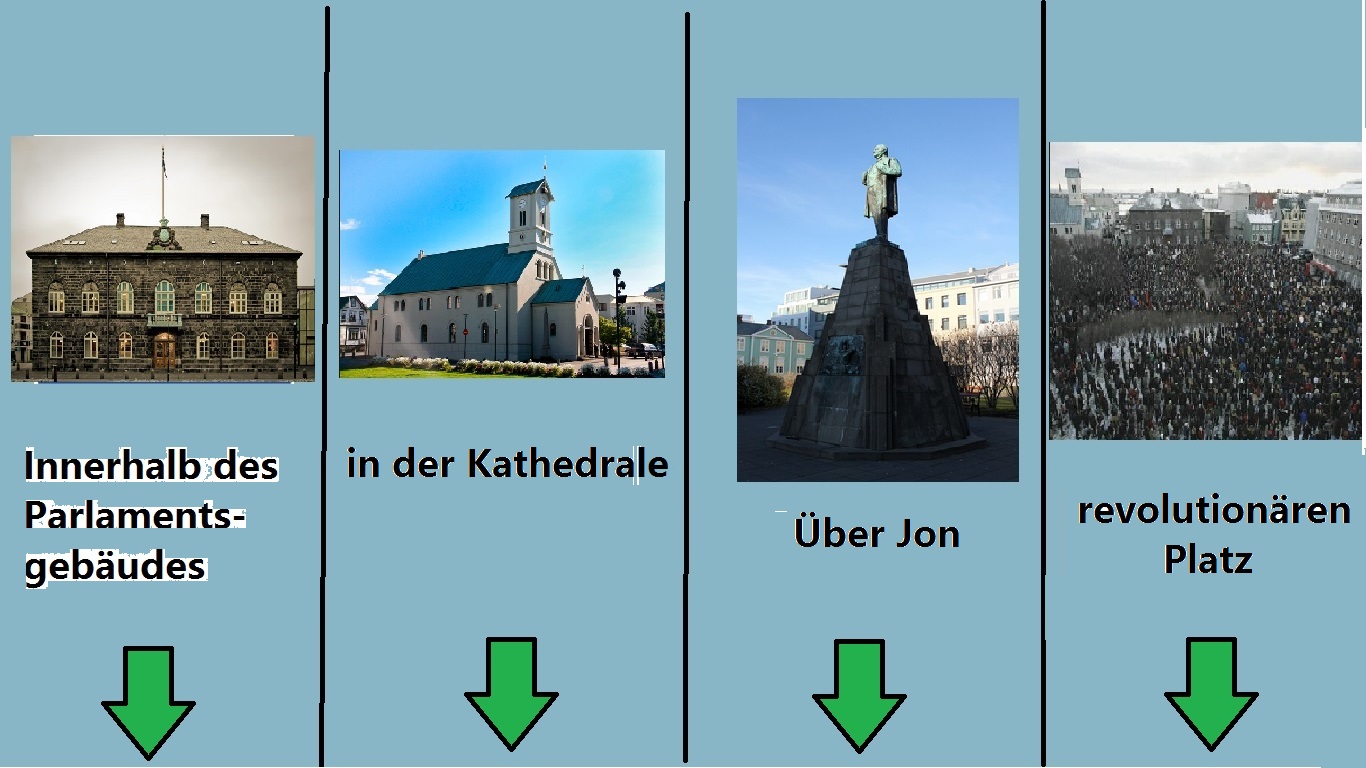 Innerhalb des
Parlaments-
gebäudes
in der Kathedrale
Über Jon
revolutionären
Platz